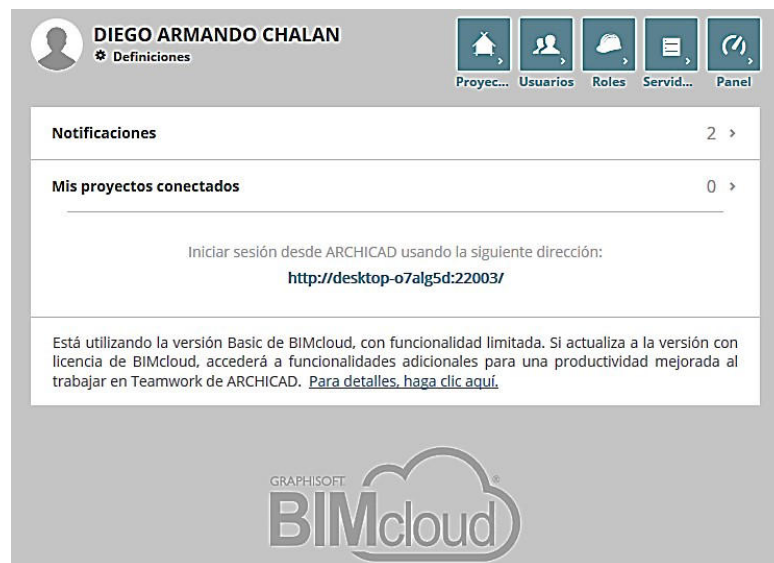 DIEGO ARMANDO CHALAN
Definiciones
Proyec... Usuarios Roles Servid... Panel
Notificaciones 2
Mis proyectos conectados 0
Iniciar sesión desde ARCHICAD usando la siguiente dirección:
http://desktop-o7alg5d:22003/
Está utilizando la versión Basic de BIMcloud, con funcionalidad limitada. Si actualiza a la versión con
licencia de BIMcloud, accederá a funcionalidades adicionales para una productividad mejorada al
trabajar en Teamwork de ARCHICAD. Para detalles, haga clic aquí.
GRAPHISOFT
BIMcloud